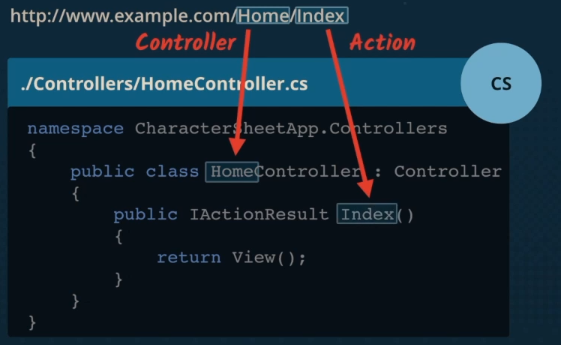 http://www.example.com/Home/Index
Controller Action
./Controllers/HomeController.cs
CS
namespace CharacterSheetApp.Controllers
{
public class HomeController : Controller
{
public IActionResult Index()
{
return View();
}
}
}